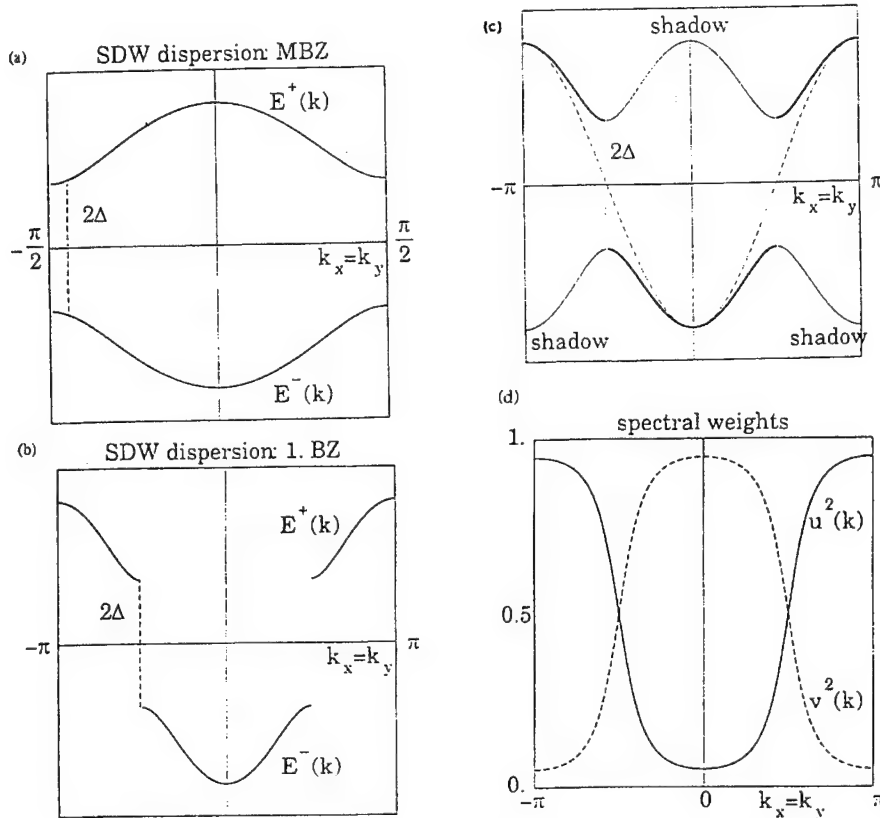 (a)
SDW dispersion: MBZ
E⁺(k)
2Δ
-π/2
k_x=k_y
π/2
E⁻(k)
(b)
SDW dispersion: 1. BZ
E⁺(k)
2Δ
-π
k_x=k_y
π
E⁻(k)
(c)
shadow
2Δ
-π
k_x=k_y
π
shadow
shadow
(d)
spectral weights
1.
u²(k)
0.5
v²(k)
0.
-π
0
k_x=k_y
π